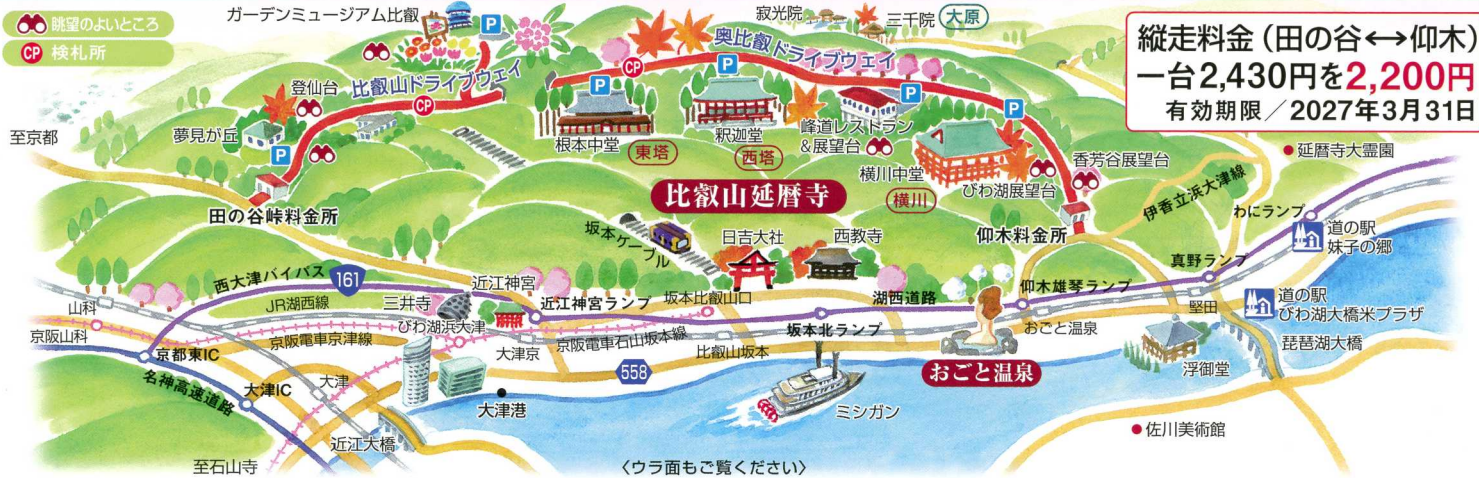 眺望のよいところ
CP 検札所
ガーデンミュージアム比叡
P
寂光院
三千院
大原
縦走料金(田の谷↔仰木)
一台2,430円を2,200円
有効期限/2027年3月31日
奥比叡ドライブウェイ
CP
P
P
P
P
比叡山ドライブウェイ
CP
登仙台
夢見が丘
P
至京都
根本中堂
東塔
釈迦堂
西塔
峰道レストラン
&展望台
横川中堂
横川
びわ湖展望台
香芳谷展望台
延暦寺大霊園
比叡山延暦寺
田の谷峠料金所
仰木料金所
伊香立浜大津線
わにランプ
道の駅
妹子の郷
坂本ケーブル
日吉大社
西教寺
真野ランプ
西大津バイパス
161
近江神宮
JR湖西線
三井寺
近江神宮ランプ
坂本比叡山口
湖西道路
仰木雄琴ランプ
堅田
道の駅
びわ湖大橋米プラザ
山科
びわ湖浜大津
坂本北ランプ
おごと温泉
琵琶湖大橋
京阪山科
京阪電車京津線
大津京
京阪電車石山坂本線
比叡山坂本
京都東IC
558
おごと温泉
浮御堂
名神高速道路
大津IC
大津
大津港
ミシガン
近江大橋
佐川美術館
至石山寺
〈ウラ面もご覧ください〉